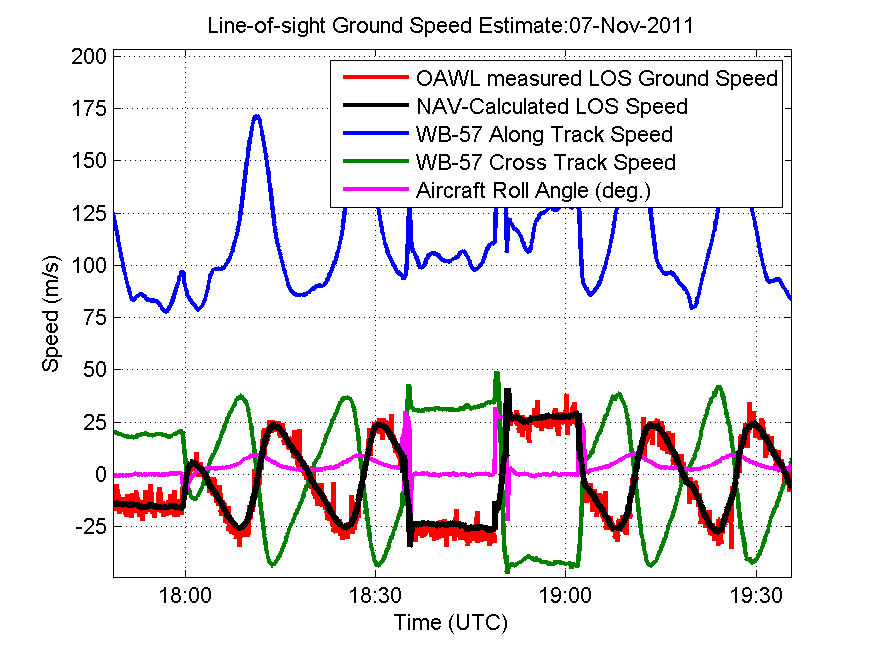 Line-of-sight Ground Speed Estimate:07-Nov-2011
OAWL measured LOS Ground Speed
NAV-Calculated LOS Speed
WB-57 Along Track Speed
WB-57 Cross Track Speed
Aircraft Roll Angle (deg.)
Speed (m/s)
200
175
150
125
100
75
50
25
0
-25
18:00 18:30 19:00 19:30
Time (UTC)